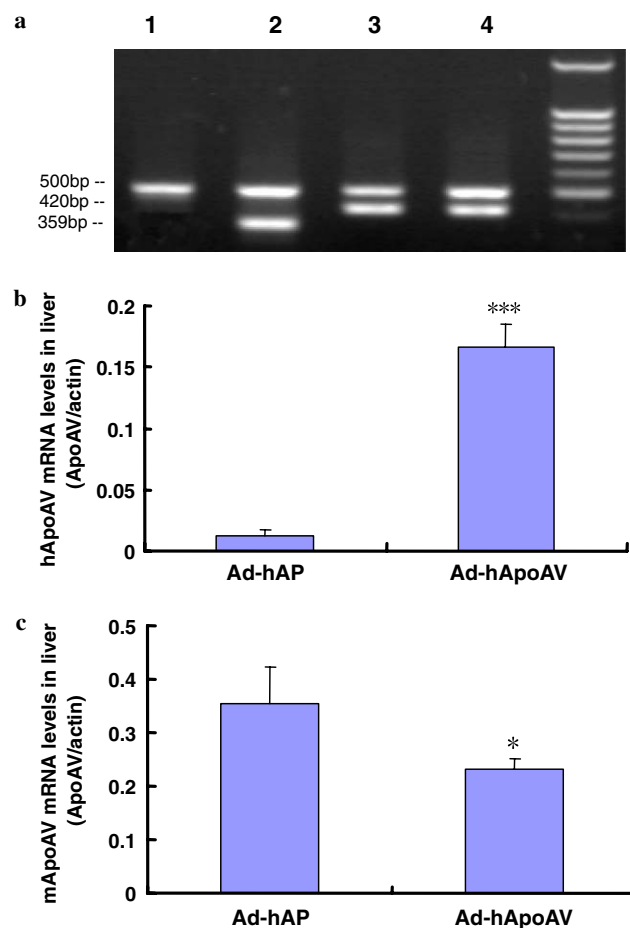 a 1 2 3 4
500bp --
420bp --
359bp --
b
hApoAV mRNA levels in liver
(ApoAV/actin)
0.2
0.15
0.1
0.05
0
***
Ad-hAP Ad-hApoAV
c
mApoAV mRNA levels in liver
(ApoAV/actin)
0.5
0.4
0.3
0.2
0.1
0
*
Ad-hAP Ad-hApoAV